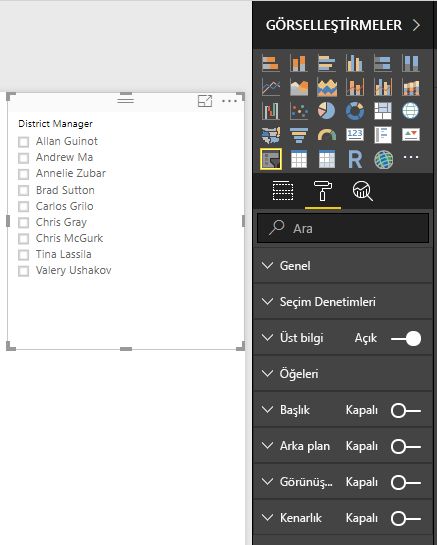 District Manager
Allan Guinot
Andrew Ma
Annelie Zubar
Brad Sutton
Carlos Grilo
Chris Gray
Chris McGurk
Tina Lassila
Valery Ushakov
GÖRSELLEŞTİRMELER
123
R
Ara
Genel
Seçim Denetimleri
Üst bilgi Açık
Öğeleri
Başlık Kapalı
Arka plan Kapalı
Görünüş... Kapalı
Kenarlık Kapalı